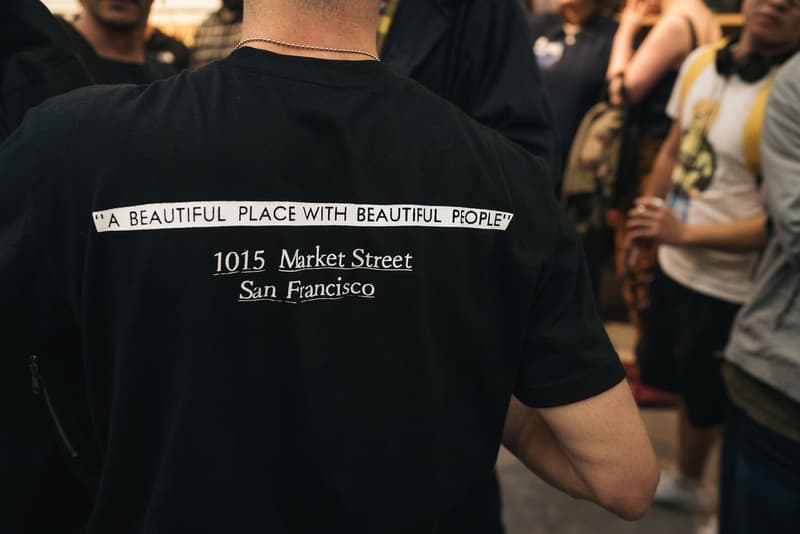 "A BEAUTIFUL PLACE WITH BEAUTIFUL PEOPLE"
1015 Market Street
San Francisco